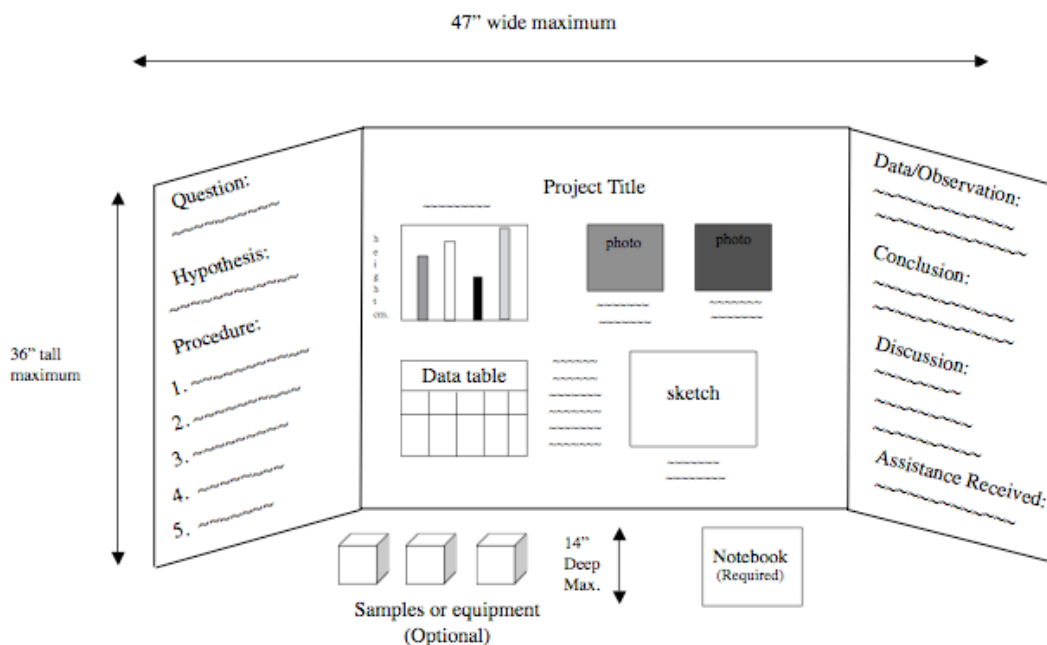 47” wide maximum
36” tall
maximum
Question:
Hypothesis:
Procedure:
1.
2.
3.
4.
5.
Project Title
height
cm.
photo
photo
Data table
sketch
Data/Observation:
Conclusion:
Discussion:
Assistance Received:
Samples or equipment
(Optional)
14”
Deep
Max.
Notebook
(Required)